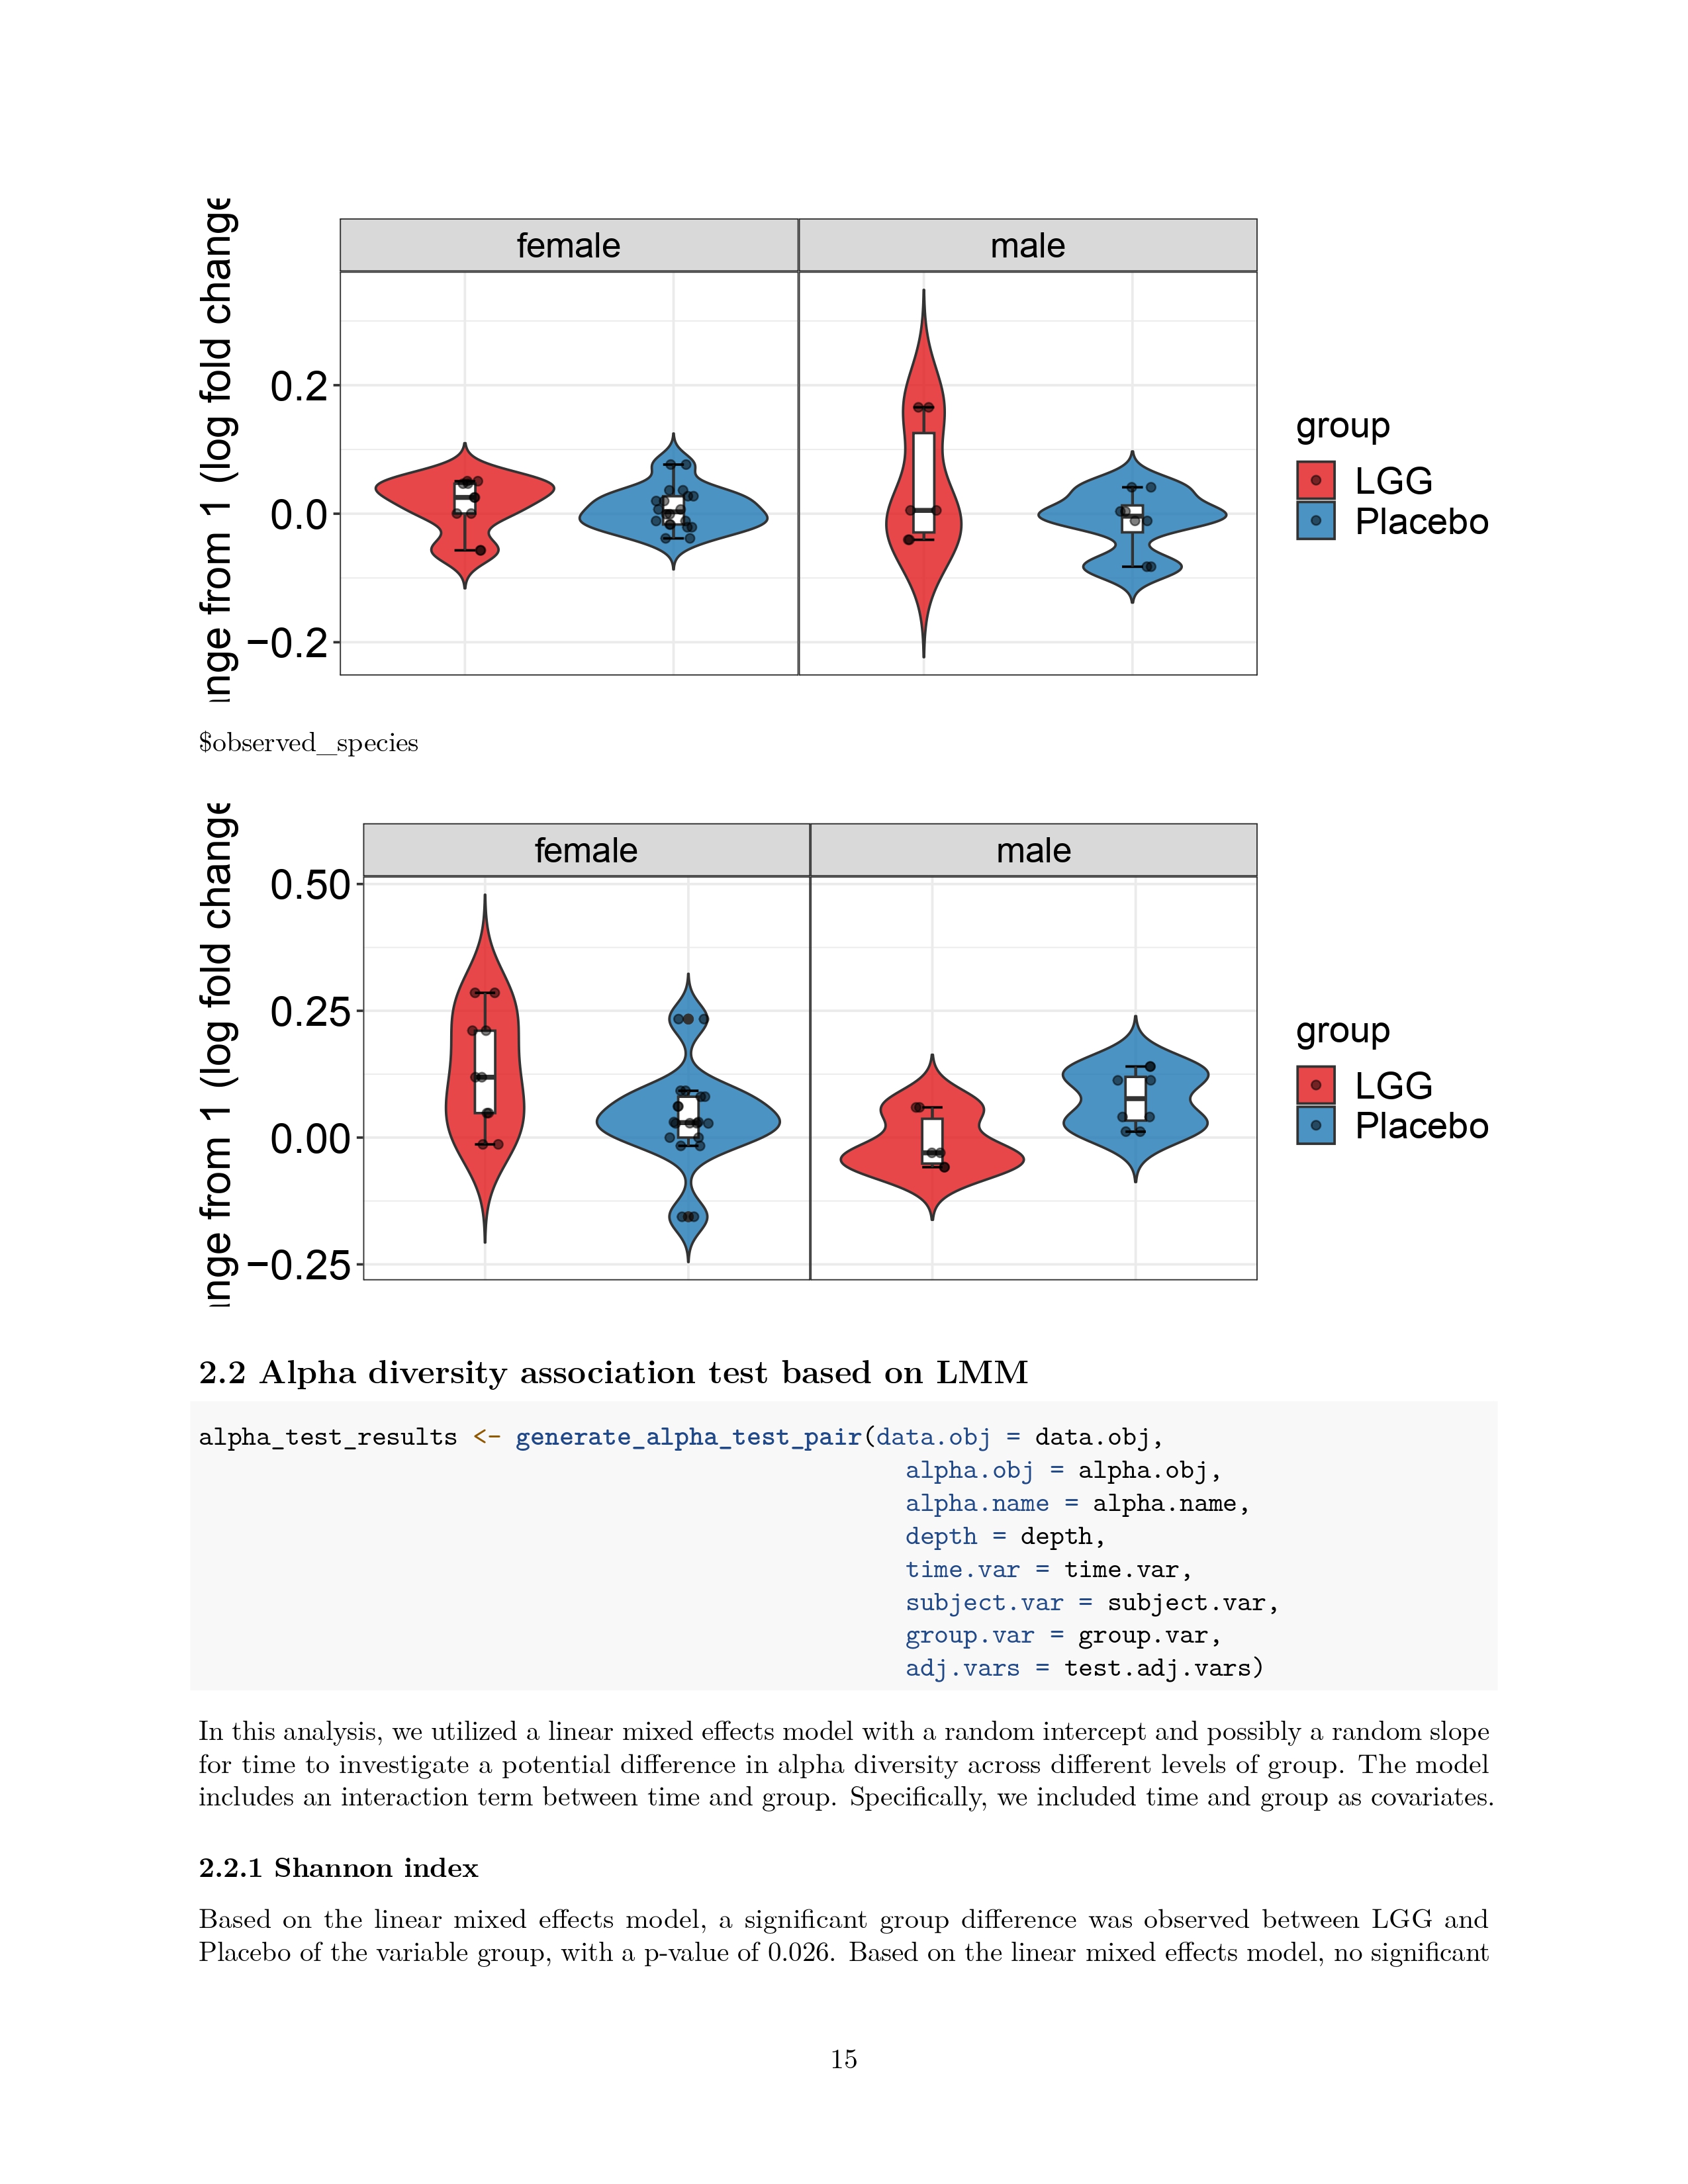 female
male
ange from 1 (log fold change
0.2
0.0
−0.2
group
LGG
Placebo
$observed_species
female
male
ange from 1 (log fold change
0.50
0.25
0.00
−0.25
group
LGG
Placebo
2.2 Alpha diversity association test based on LMM
alpha_test_results <- generate_alpha_test_pair(data.obj = data.obj,
alpha.obj = alpha.obj,
alpha.name = alpha.name,
depth = depth,
time.var = time.var,
subject.var = subject.var,
group.var = group.var,
adj.vars = test.adj.vars)
In this analysis, we utilized a linear mixed effects model with a random intercept and possibly a random slope
for time to investigate a potential difference in alpha diversity across different levels of group. The model
includes an interaction term between time and group. Specifically, we included time and group as covariates.
2.2.1 Shannon index
Based on the linear mixed effects model, a significant group difference was observed between LGG and
Placebo of the variable group, with a p-value of 0.026. Based on the linear mixed effects model, no significant
15